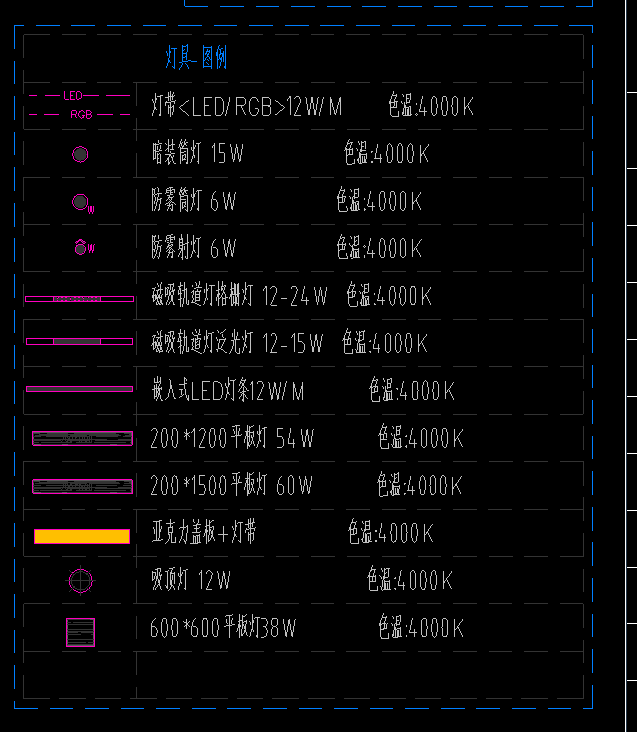 灯具 图例
LED
RGB
灯带<LED/RGB>12W/M 色温:4000K
暗装筒灯 15W 色温:4000K
防雾筒灯 6W 色温:4000K
W
防雾射灯 6W 色温:4000K
W
磁吸轨道灯格栅灯 12-24W 色温:4000K
磁吸轨道灯泛光灯 12-15W 色温:4000K
嵌入式LED灯条12W/M 色温:4000K
200*1200平板灯 54W 色温:4000K
200*1500平板灯 60W 色温:4000K
亚克力盖板+灯带 色温:4000K
吸顶灯 12W 色温:4000K
600*600平板灯38W 色温:4000K